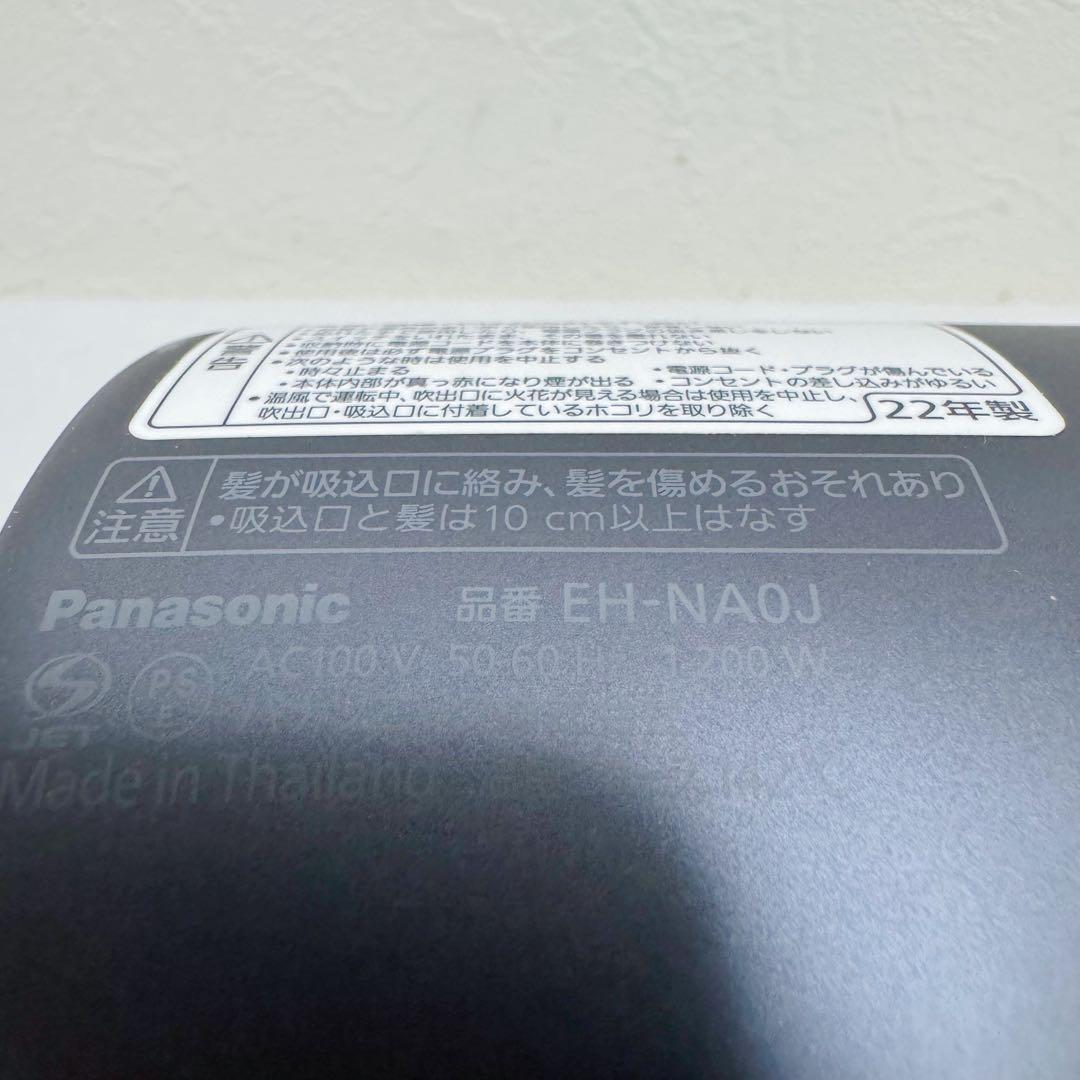 ・使用後は必ず電源プラグをコンセントから抜く
・次のような時は使用を中止する
・時々止まる ・電源コード・プラグが傷んでいる
・本体内部が真っ赤になり煙が出る ・コンセントの差し込みがゆるい
・温風で運転中、吹出口に火花が見える場合は使用を中止し、
吹出口・吸込口に付着しているホコリを取り除く
22年製
注意
髪が吸込口に絡み、髪を傷めるおそれあり
•吸込口と髪は10 cm以上はなす
Panasonic 品番 EH-NA0J
AC100 V 50-60 H 1 200 W
JET
PS
E
Made in Thailand